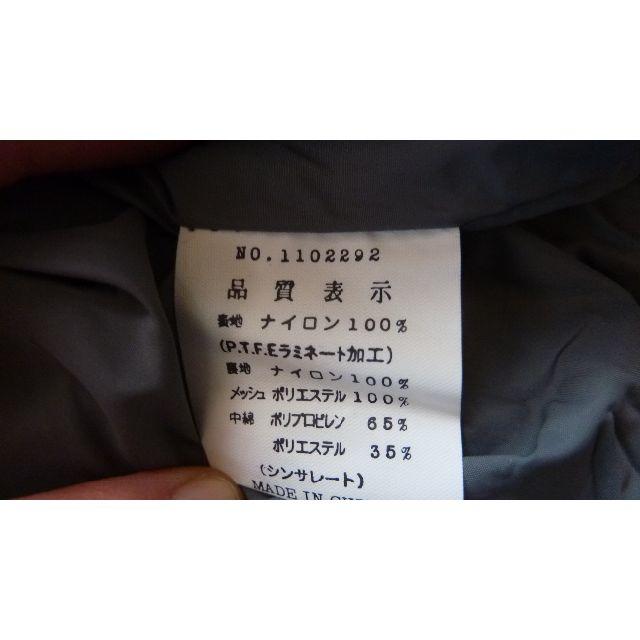 NO.1102292
品質表示
表地 ナイロン100%
(P.T.F.Eラミネート加工)
裏地 ナイロン100%
メッシュ ポリエステル100%
中綿 ポリプロピレン 65%
ポリエステル 35%
(シンサレート)
MADE IN